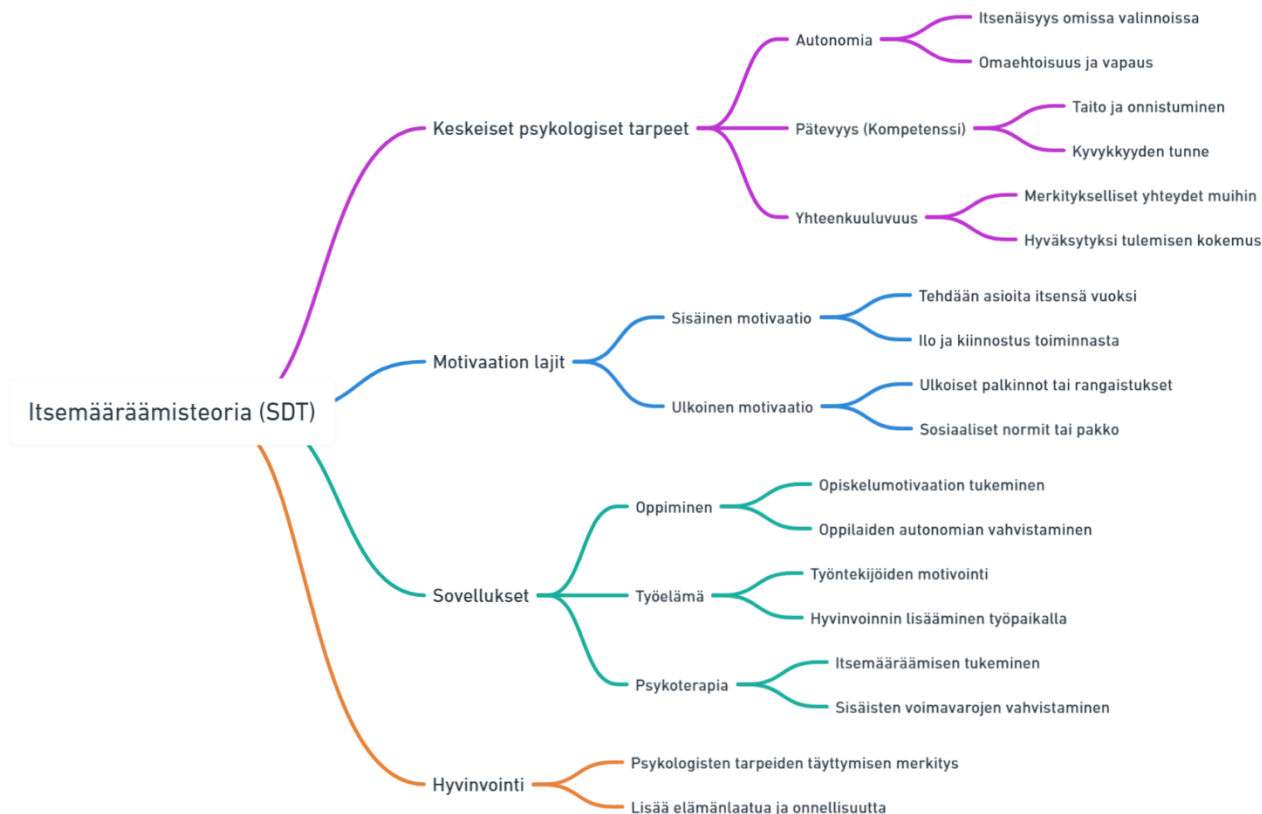 Itsemääräämisteoria (SDT)
Keskeiset psykologiset tarpeet
Autonomia
Itsenäisyys omissa valinnoissa
Omaehtoisuus ja vapaus
Pätevyys (Kompetenssi)
Taito ja onnistuminen
Kyvykkyyden tunne
Yhteenkuuluvuus
Merkitykselliset yhteydet muihin
Hyväksytyksi tulemisen kokemus
Motivaation lajit
Sisäinen motivaatio
Tehdään asioita itsensä vuoksi
Ilo ja kiinnostus toiminnasta
Ulkoinen motivaatio
Ulkoiset palkinnot tai rangaistukset
Sosiaaliset normit tai pakko
Sovellukset
Oppiminen
Opiskelumotivaation tukeminen
Oppilaiden autonomian vahvistaminen
Työelämä
Työntekijöiden motivointi
Hyvinvoinnin lisääminen työpaikalla
Psykoterapia
Itsemääräämisen tukeminen
Sisäisten voimavarojen vahvistaminen
Hyvinvointi
Psykologisten tarpeiden täyttymisen merkitys
Lisää elämänlaatua ja onnellisuutta